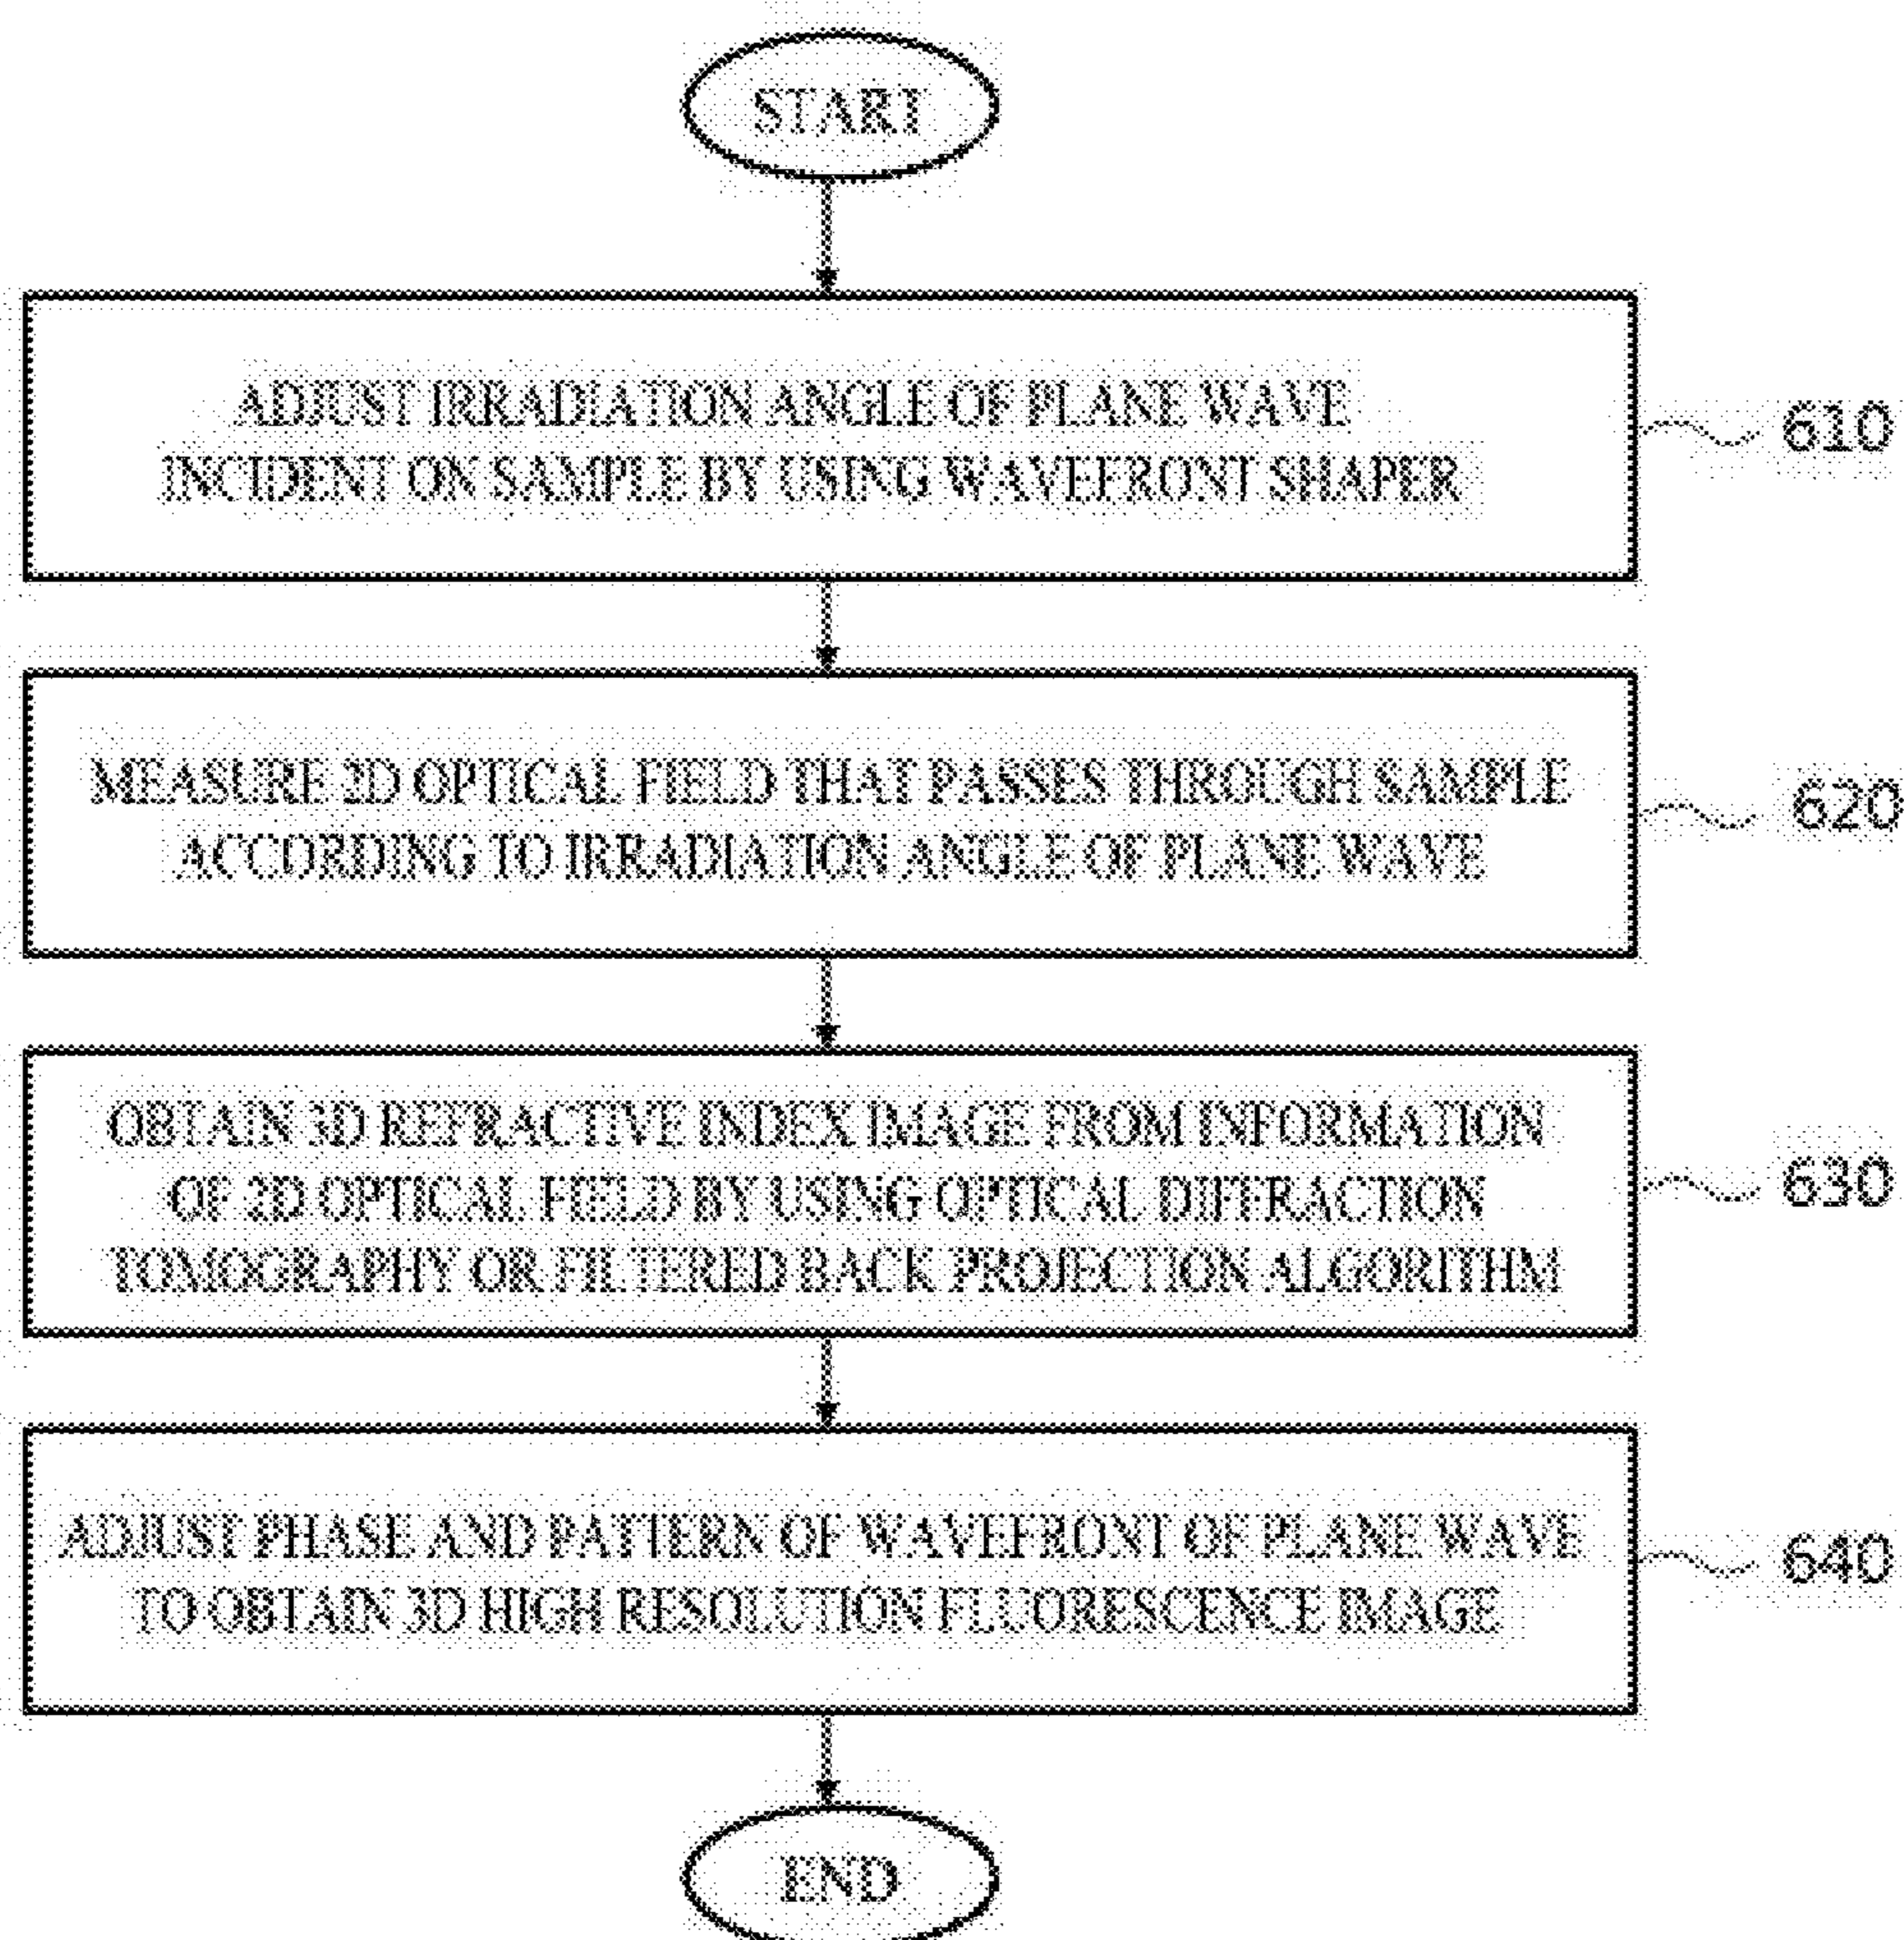 START
ADJUST IRRADIATION ANGLE OF PLANE WAVE
INCIDENT ON SAMPLE BY USING WAVEFRONT SHAPER
610
MEASURE 2D OPTICAL FIELD THAT PASSES THROUGH SAMPLE
ACCORDING TO IRRADIATION ANGLE OF PLANE WAVE
620
OBTAIN 3D REFRACTIVE INDEX IMAGE FROM INFORMATION
OF 2D OPTICAL FIELD BY USING OPTICAL DIFFRACTION
TOMOGRAPHY OR FILTERED BACK PROJECTION ALGORITHM
630
ADJUST PHASE AND PATTERN OF WAVEFRONT OF PLANE WAVE
TO OBTAIN 3D HIGH RESOLUTION FLUORESCENCE IMAGE
640
END